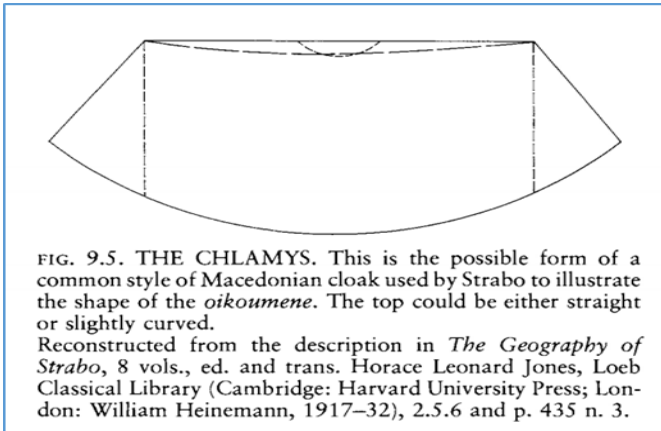 FIG. 9.5. THE CHLAMYS. This is the possible form of a
common style of Macedonian cloak used by Strabo to illustrate
the shape of the oikoumene. The top could be either straight
or slightly curved.
Reconstructed from the description in The Geography of
Strabo, 8 vols., ed. and trans. Horace Leonard Jones, Loeb
Classical Library (Cambridge: Harvard University Press; Lon-
don: William Heinemann, 1917–32), 2.5.6 and p. 435 n. 3.